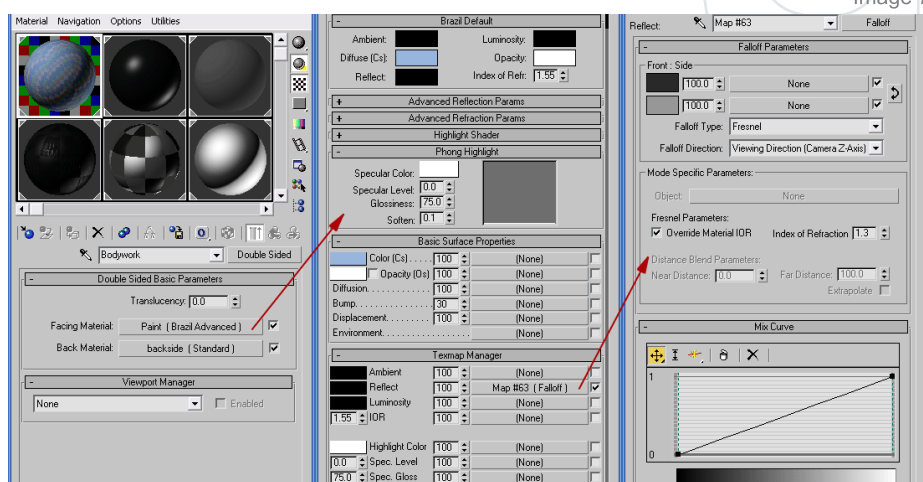 Image
Material Navigation Options Utilities
Bodywork Double Sided
- Double Sided Basic Parameters
Translucency: 0.0
Facing Material: Paint ( Brazil Advanced )
Back Material: backside ( Standard )
- Viewport Manager
None Enabled
- Brazil Default
Ambient: Luminosity:
Diffuse (Cs): Opacity:
Reflect: Index of Refr: 1.55
+ Advanced Reflection Params
+ Advanced Refraction Params
+ Highlight Shader
- Phong Highlight
Specular Color:
Specular Level: 0.0
Glossiness: 75.0
Soften: 0.1
- Basic Surface Properties
Color (Cs) . . . . . 100 (None)
Opacity (Os) 100 (None)
Diffusion. . . . . . . . . . . . . 100 (None)
Bump. . . . . . . . . . . . . . . 30 (None)
Displacement. . . . . . . . . 100 (None)
Environment. . . . . . . . . . . . . . . . . (None)
- Texmap Manager
Ambient 100 (None)
Reflect 100 Map #63 ( Falloff )
Luminosity 100 (None)
1.55 IOR 100 (None)
Highlight Color 100 (None)
0.0 Spec. Level 100 (None)
75.0 Spec. Gloss 100 (None)
Reflect: Map #63 Falloff
- Falloff Parameters
Front : Side
100.0 None
100.0 None
Falloff Type: Fresnel
Falloff Direction: Viewing Direction (Camera Z-Axis)
Mode Specific Parameters:
Object: None
Fresnel Parameters:
Override Material IOR Index of Refraction 1.3
Distance Blend Parameters:
Near Distance: 0.0 Far Distance: 100.0
Extrapolate
- Mix Curve
1
0